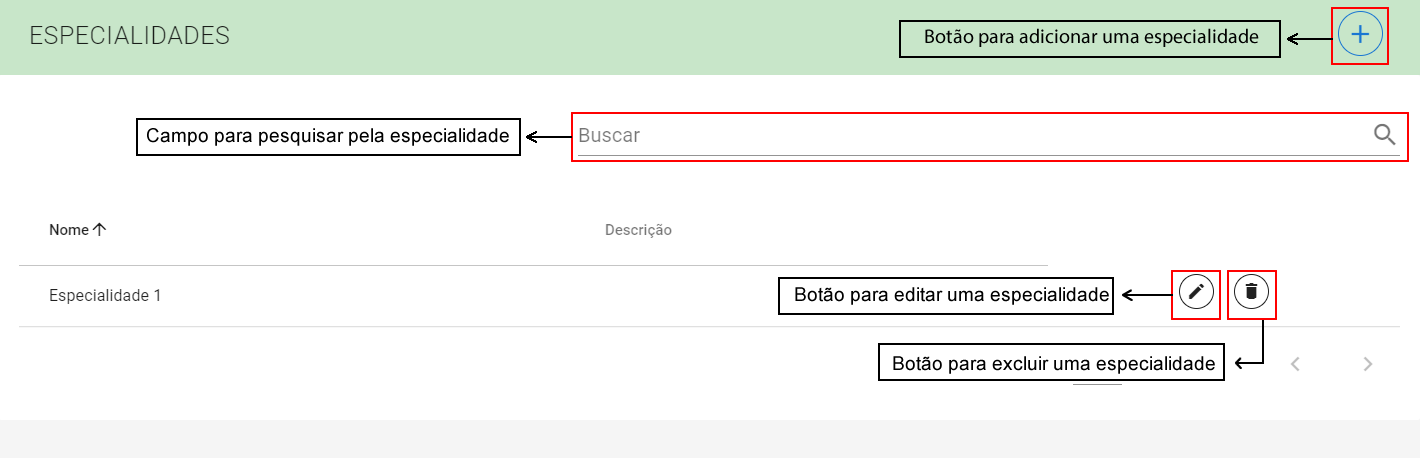 ESPECIALIDADES
Botão para adicionar uma especialidade
Campo para pesquisar pela especialidade
Buscar
Nome
Descrição
Especialidade 1
Botão para editar uma especialidade
Botão para excluir uma especialidade